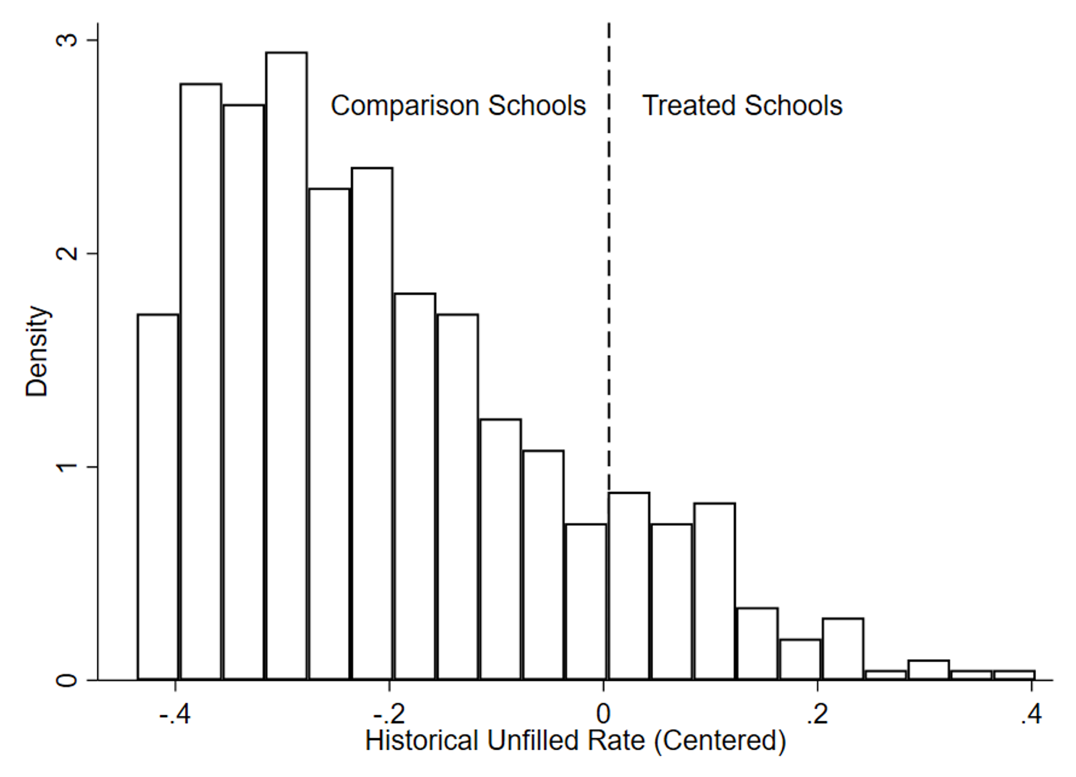 3
Comparison Schools Treated Schools
2
Density
1
0
-.4 -.2 0 .2 .4
Historical Unfilled Rate (Centered)